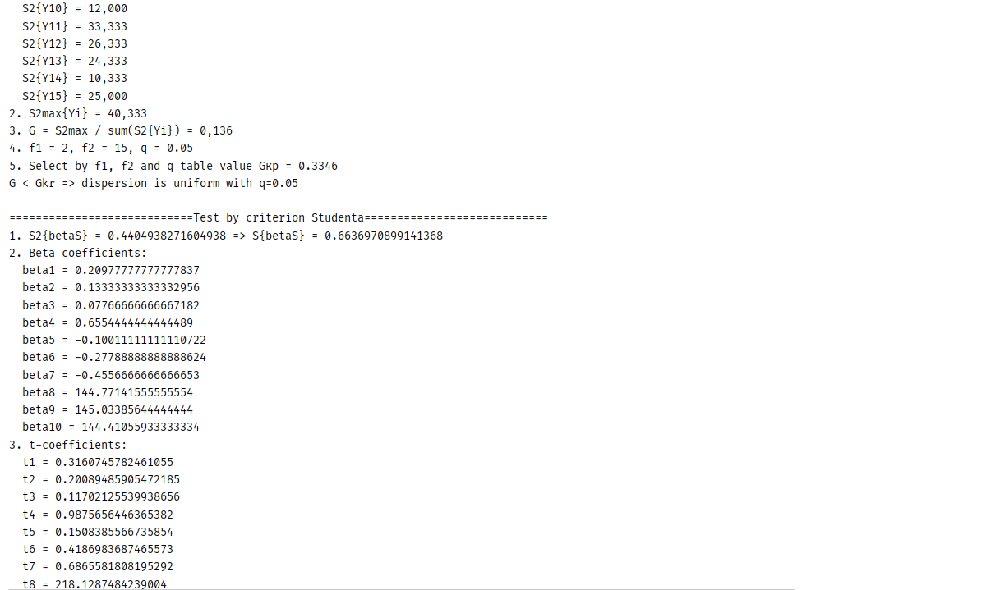 S2{Y10} = 12,000
S2{Y11} = 33,333
S2{Y12} = 26,333
S2{Y13} = 24,333
S2{Y14} = 10,333
S2{Y15} = 25,000
2. S2max{Yi} = 40,333
3. G = S2max / sum(S2{Yi}) = 0,136
4. f1 = 2, f2 = 15, q = 0.05
5. Select by f1, f2 and q table value Gкр = 0.3346
G < Gkr => dispersion is uniform with q=0.05
============================Test by criterion Studenta============================
1. S2{betaS} = 0.4404938271604938 => S{betaS} = 0.6636970899141368
2. Beta coefficients:
beta1 = 0.20977777777777837
beta2 = 0.13333333333332956
beta3 = 0.07766666666667182
beta4 = 0.6554444444444489
beta5 = -0.10011111111110722
beta6 = -0.27788888888888624
beta7 = -0.4556666666666653
beta8 = 144.77141555555554
beta9 = 145.03385644444444
beta10 = 144.41055933333334
3. t-coefficients:
t1 = 0.3160745782461055
t2 = 0.20089485905472185
t3 = 0.11702125539938656
t4 = 0.9875656446365382
t5 = 0.1508385566735854
t6 = 0.4186983687465573
t7 = 0.6865581808195292
t8 = 218.1287484239004